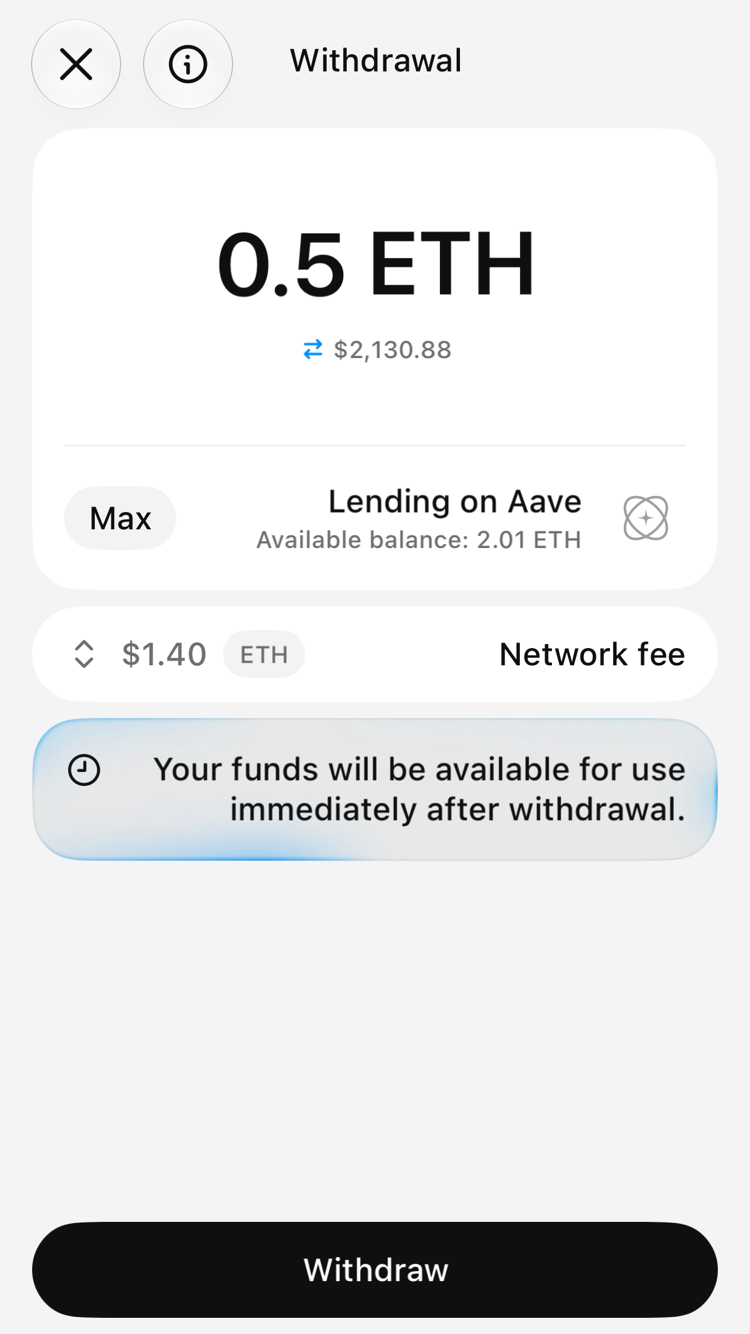 Withdrawal
0.5 ETH
$2,130.88
Max
Lending on Aave
Available balance: 2.01 ETH
$1.40
ETH
Network fee
Your funds will be available for use
immediately after withdrawal.
Withdraw